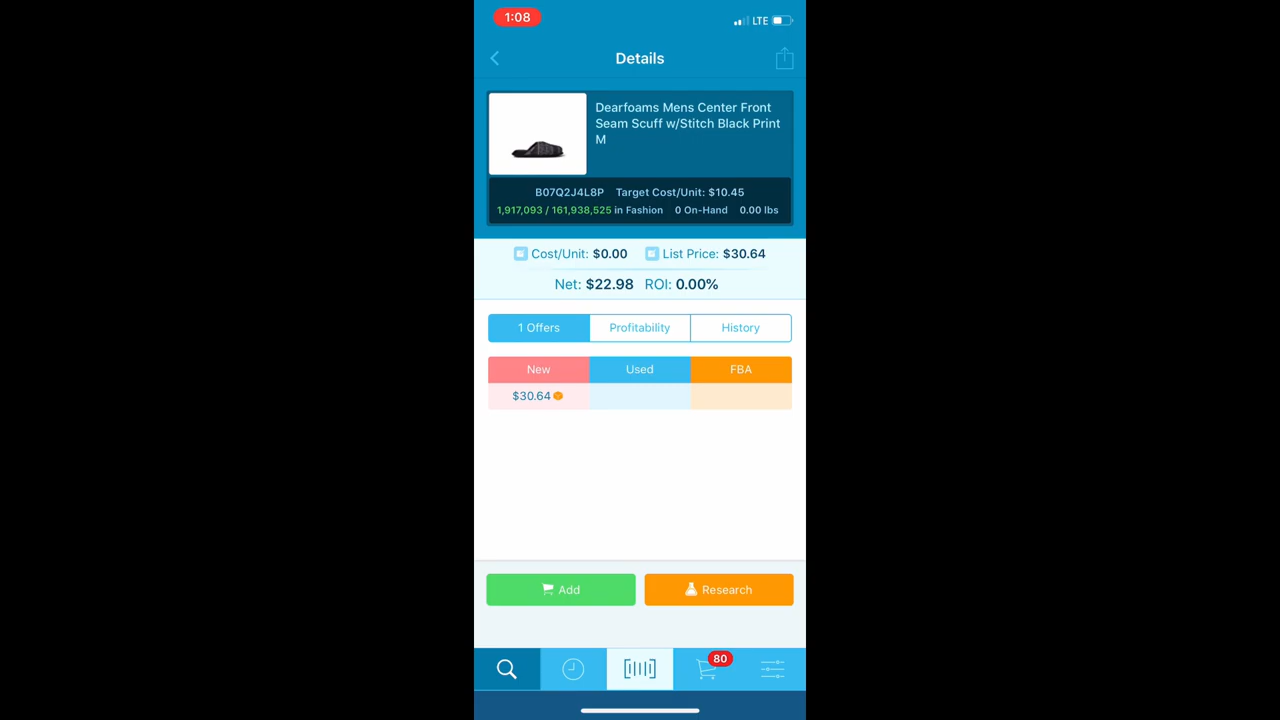 1:08
LTE
Details
Dearfoams Mens Center Front
Seam Scuff w/Stitch Black Print
M
B07Q2J4L8P Target Cost/Unit: $10.45
1,917,093 / 161,938,525 in Fashion 0 On-Hand 0.00 lbs
Cost/Unit: $0.00 List Price: $30.64
Net: $22.98 ROI: 0.00%
1 Offers Profitability History
New Used FBA
$30.64
Add Research
80